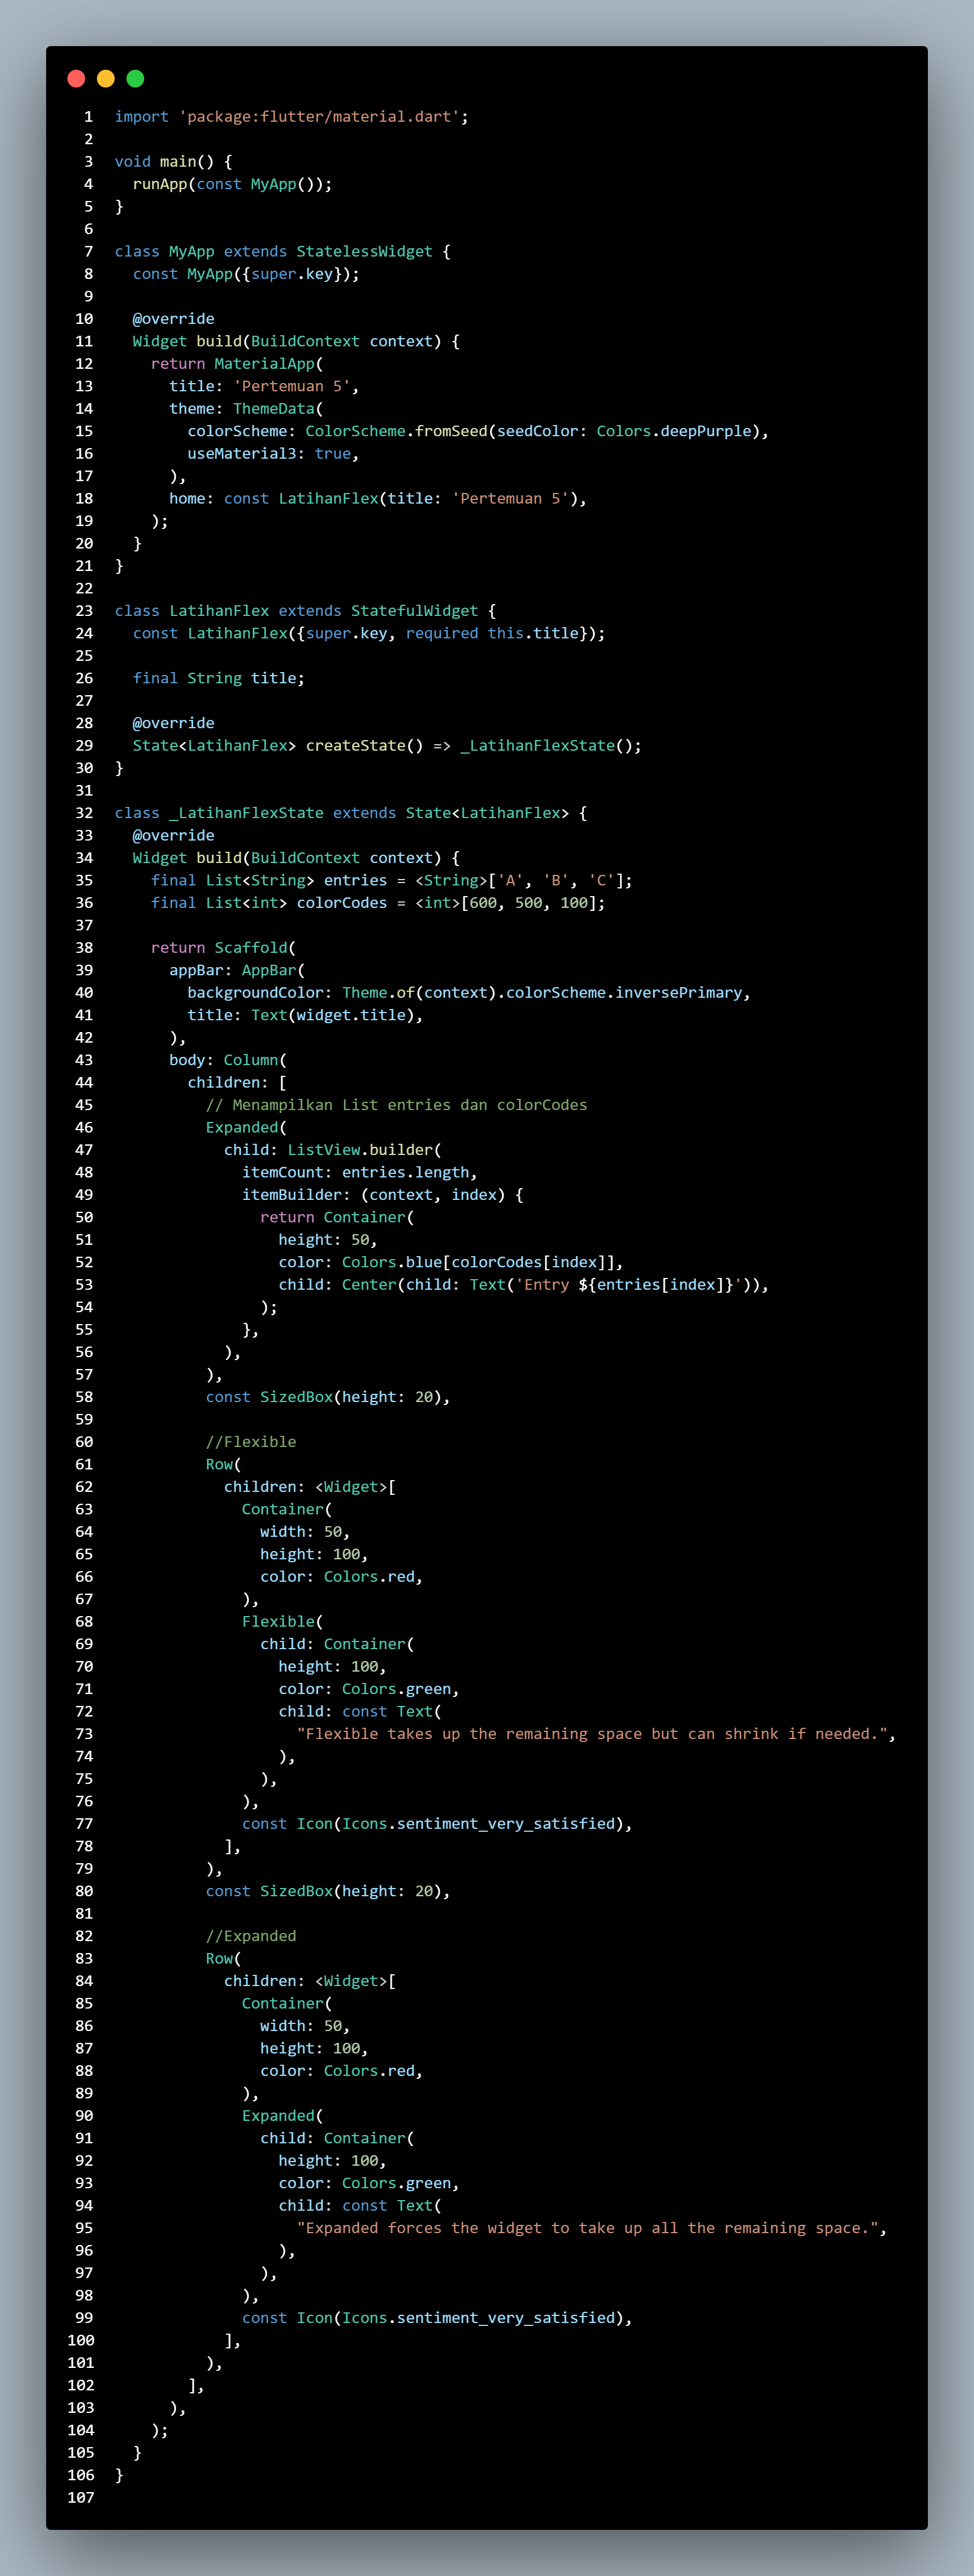 1 import 'package:flutter/material.dart';
2
3 void main() {
4   runApp(const MyApp());
5 }
6
7 class MyApp extends StatelessWidget {
8   const MyApp({super.key});
9
10   @override
11   Widget build(BuildContext context) {
12     return MaterialApp(
13       title: 'Pertemuan 5',
14       theme: ThemeData(
15         colorScheme: ColorScheme.fromSeed(seedColor: Colors.deepPurple),
16         useMaterial3: true,
17       ),
18       home: const LatihanFlex(title: 'Pertemuan 5'),
19     );
20   }
21 }
22
23 class LatihanFlex extends StatefulWidget {
24   const LatihanFlex({super.key, required this.title});
25
26   final String title;
27
28   @override
29   State<LatihanFlex> createState() => _LatihanFlexState();
30 }
31
32 class _LatihanFlexState extends State<LatihanFlex> {
33   @override
34   Widget build(BuildContext context) {
35     final List<String> entries = <String>['A', 'B', 'C'];
36     final List<int> colorCodes = <int>[600, 500, 100];
37
38     return Scaffold(
39       appBar: AppBar(
40         backgroundColor: Theme.of(context).colorScheme.inversePrimary,
41         title: Text(widget.title),
42       ),
43       body: Column(
44         children: [
45           // Menampilkan List entries dan colorCodes
46           Expanded(
47             child: ListView.builder(
48               itemCount: entries.length,
49               itemBuilder: (context, index) {
50                 return Container(
51                   height: 50,
52                   color: Colors.blue[colorCodes[index]],
53                   child: Center(child: Text('Entry ${entries[index]}')),
54                 );
55               },
56             ),
57           ),
58           const SizedBox(height: 20),
59
60           //Flexible
61           Row(
62             children: <Widget>[
63               Container(
64                 width: 50,
65                 height: 100,
66                 color: Colors.red,
67               ),
68               Flexible(
69                 child: Container(
70                   height: 100,
71                   color: Colors.green,
72                   child: const Text(
73                     "Flexible takes up the remaining space but can shrink if needed.",
74                   ),
75                 ),
76               ),
77               const Icon(Icons.sentiment_very_satisfied),
78             ],
79           ),
80           const SizedBox(height: 20),
81
82           //Expanded
83           Row(
84             children: <Widget>[
85               Container(
86                 width: 50,
87                 height: 100,
88                 color: Colors.red,
89               ),
90               Expanded(
91                 child: Container(
92                   height: 100,
93                   color: Colors.green,
94                   child: const Text(
95                     "Expanded forces the widget to take up all the remaining space.",
96                   ),
97                 ),
98               ),
99               const Icon(Icons.sentiment_very_satisfied),
100             ],
101           ),
102         ],
103       ),
104     );
105   }
106 }
107